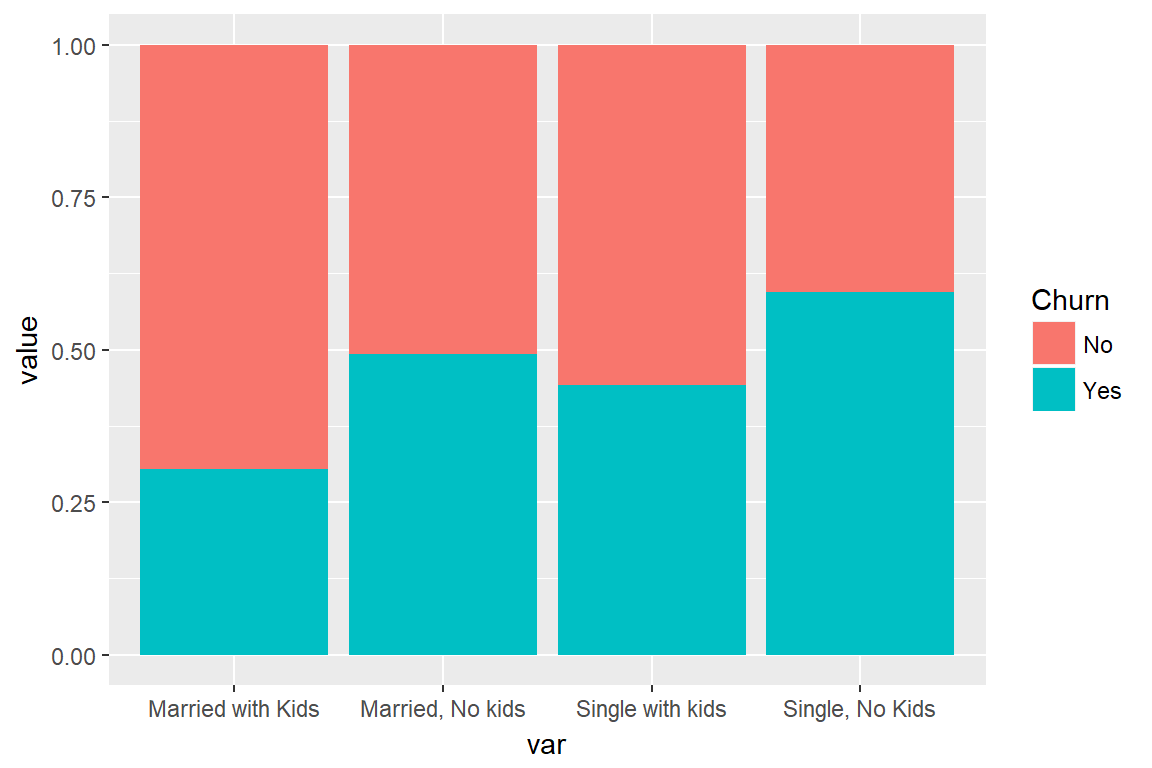 1.00
0.75
0.50
0.25
0.00
value
Married with Kids
Married, No kids
Single with kids
Single, No Kids
var
Churn
No
Yes